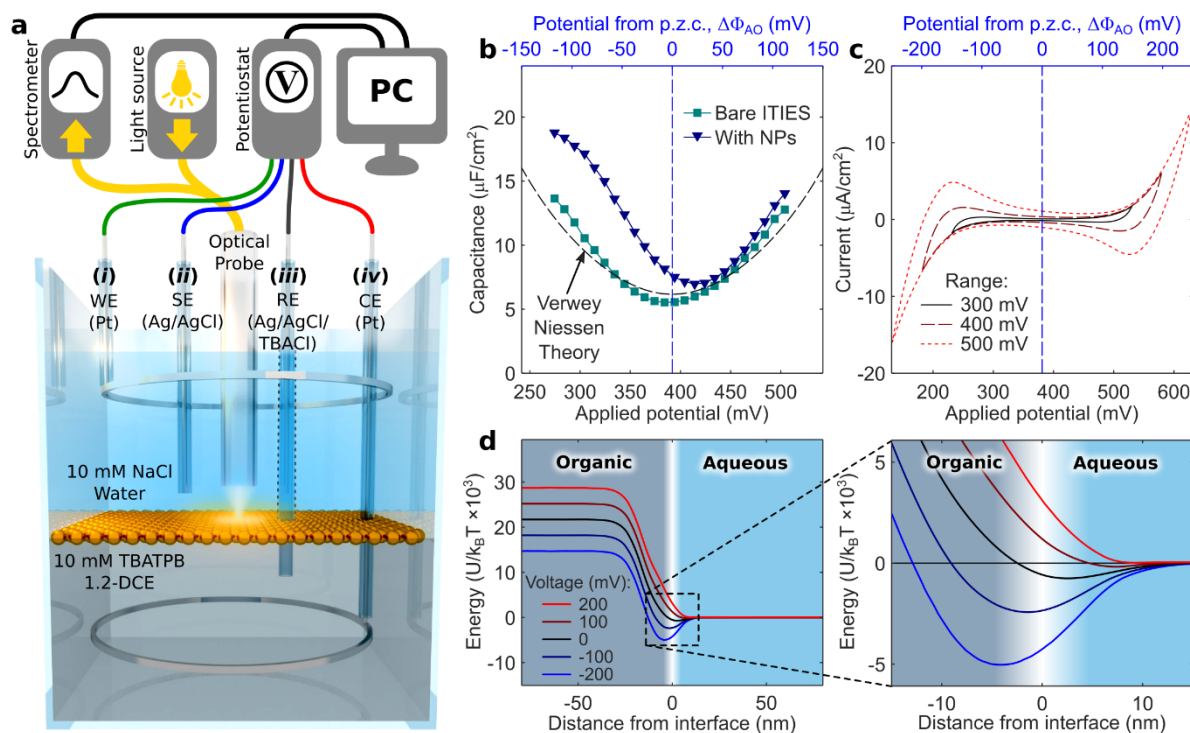 a
Spectrometer
Light source
Potentiostat
V
PC
Optical
Probe
(i)
WE
(Pt)
(ii)
SE
(Ag/AgCl)
(iii)
RE
(Ag/AgCl/
TBACl)
(iv)
CE
(Pt)
10 mM NaCl
Water
10 mM TBATPB
1.2-DCE
b
Potential from p.z.c., ΔΦ_AO (mV)
-150 -100 -50 0 50 100 150
Capacitance (μF/cm²)
25
20
15
10
5
0
Bare ITIES
With NPs
Verwey
Niessen
Theory
250 300 350 400 450 500
Applied potential (mV)
c
Potential from p.z.c., ΔΦ_AO (mV)
-200 -100 0 100 200
Current (μA/cm²)
20
10
0
-10
-20
Range:
300 mV
400 mV
500 mV
200 300 400 500 600
Applied potential (mV)
d
Energy (U/k_BT ×10³)
30
20
10
0
-10
Organic
Aqueous
Voltage (mV):
200
100
0
-100
-200
-50 0 50
Distance from interface (nm)
Energy (U/k_BT ×10³)
5
0
-5
Organic
Aqueous
-10 0 10
Distance from interface (nm)